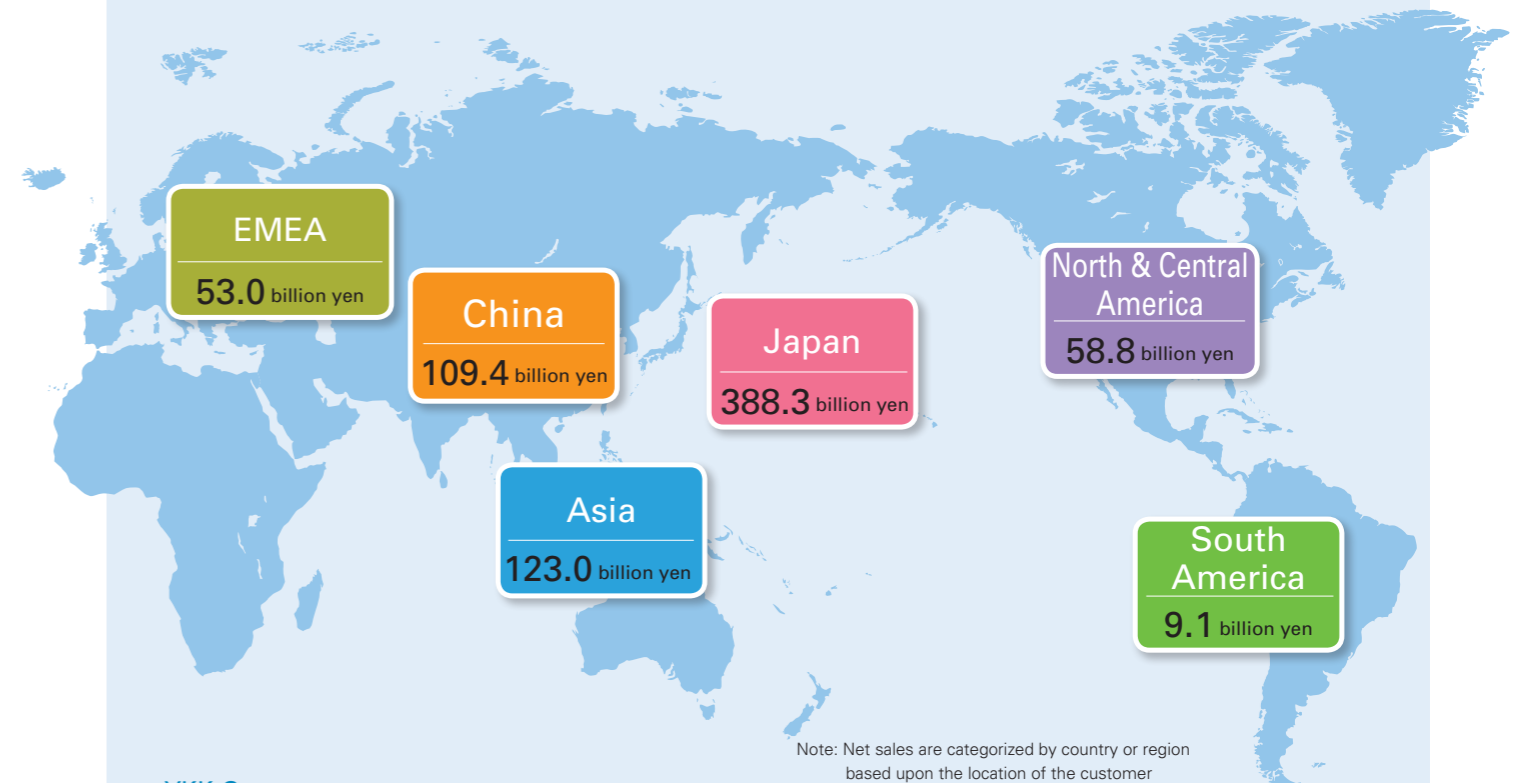 EMEA
53.0 billion yen
China
109.4 billion yen
Japan
388.3 billion yen
North & Central
America
58.8 billion yen
Asia
123.0 billion yen
South
America
9.1 billion yen
Note: Net sales are categorized by country or region
based upon the location of the customer